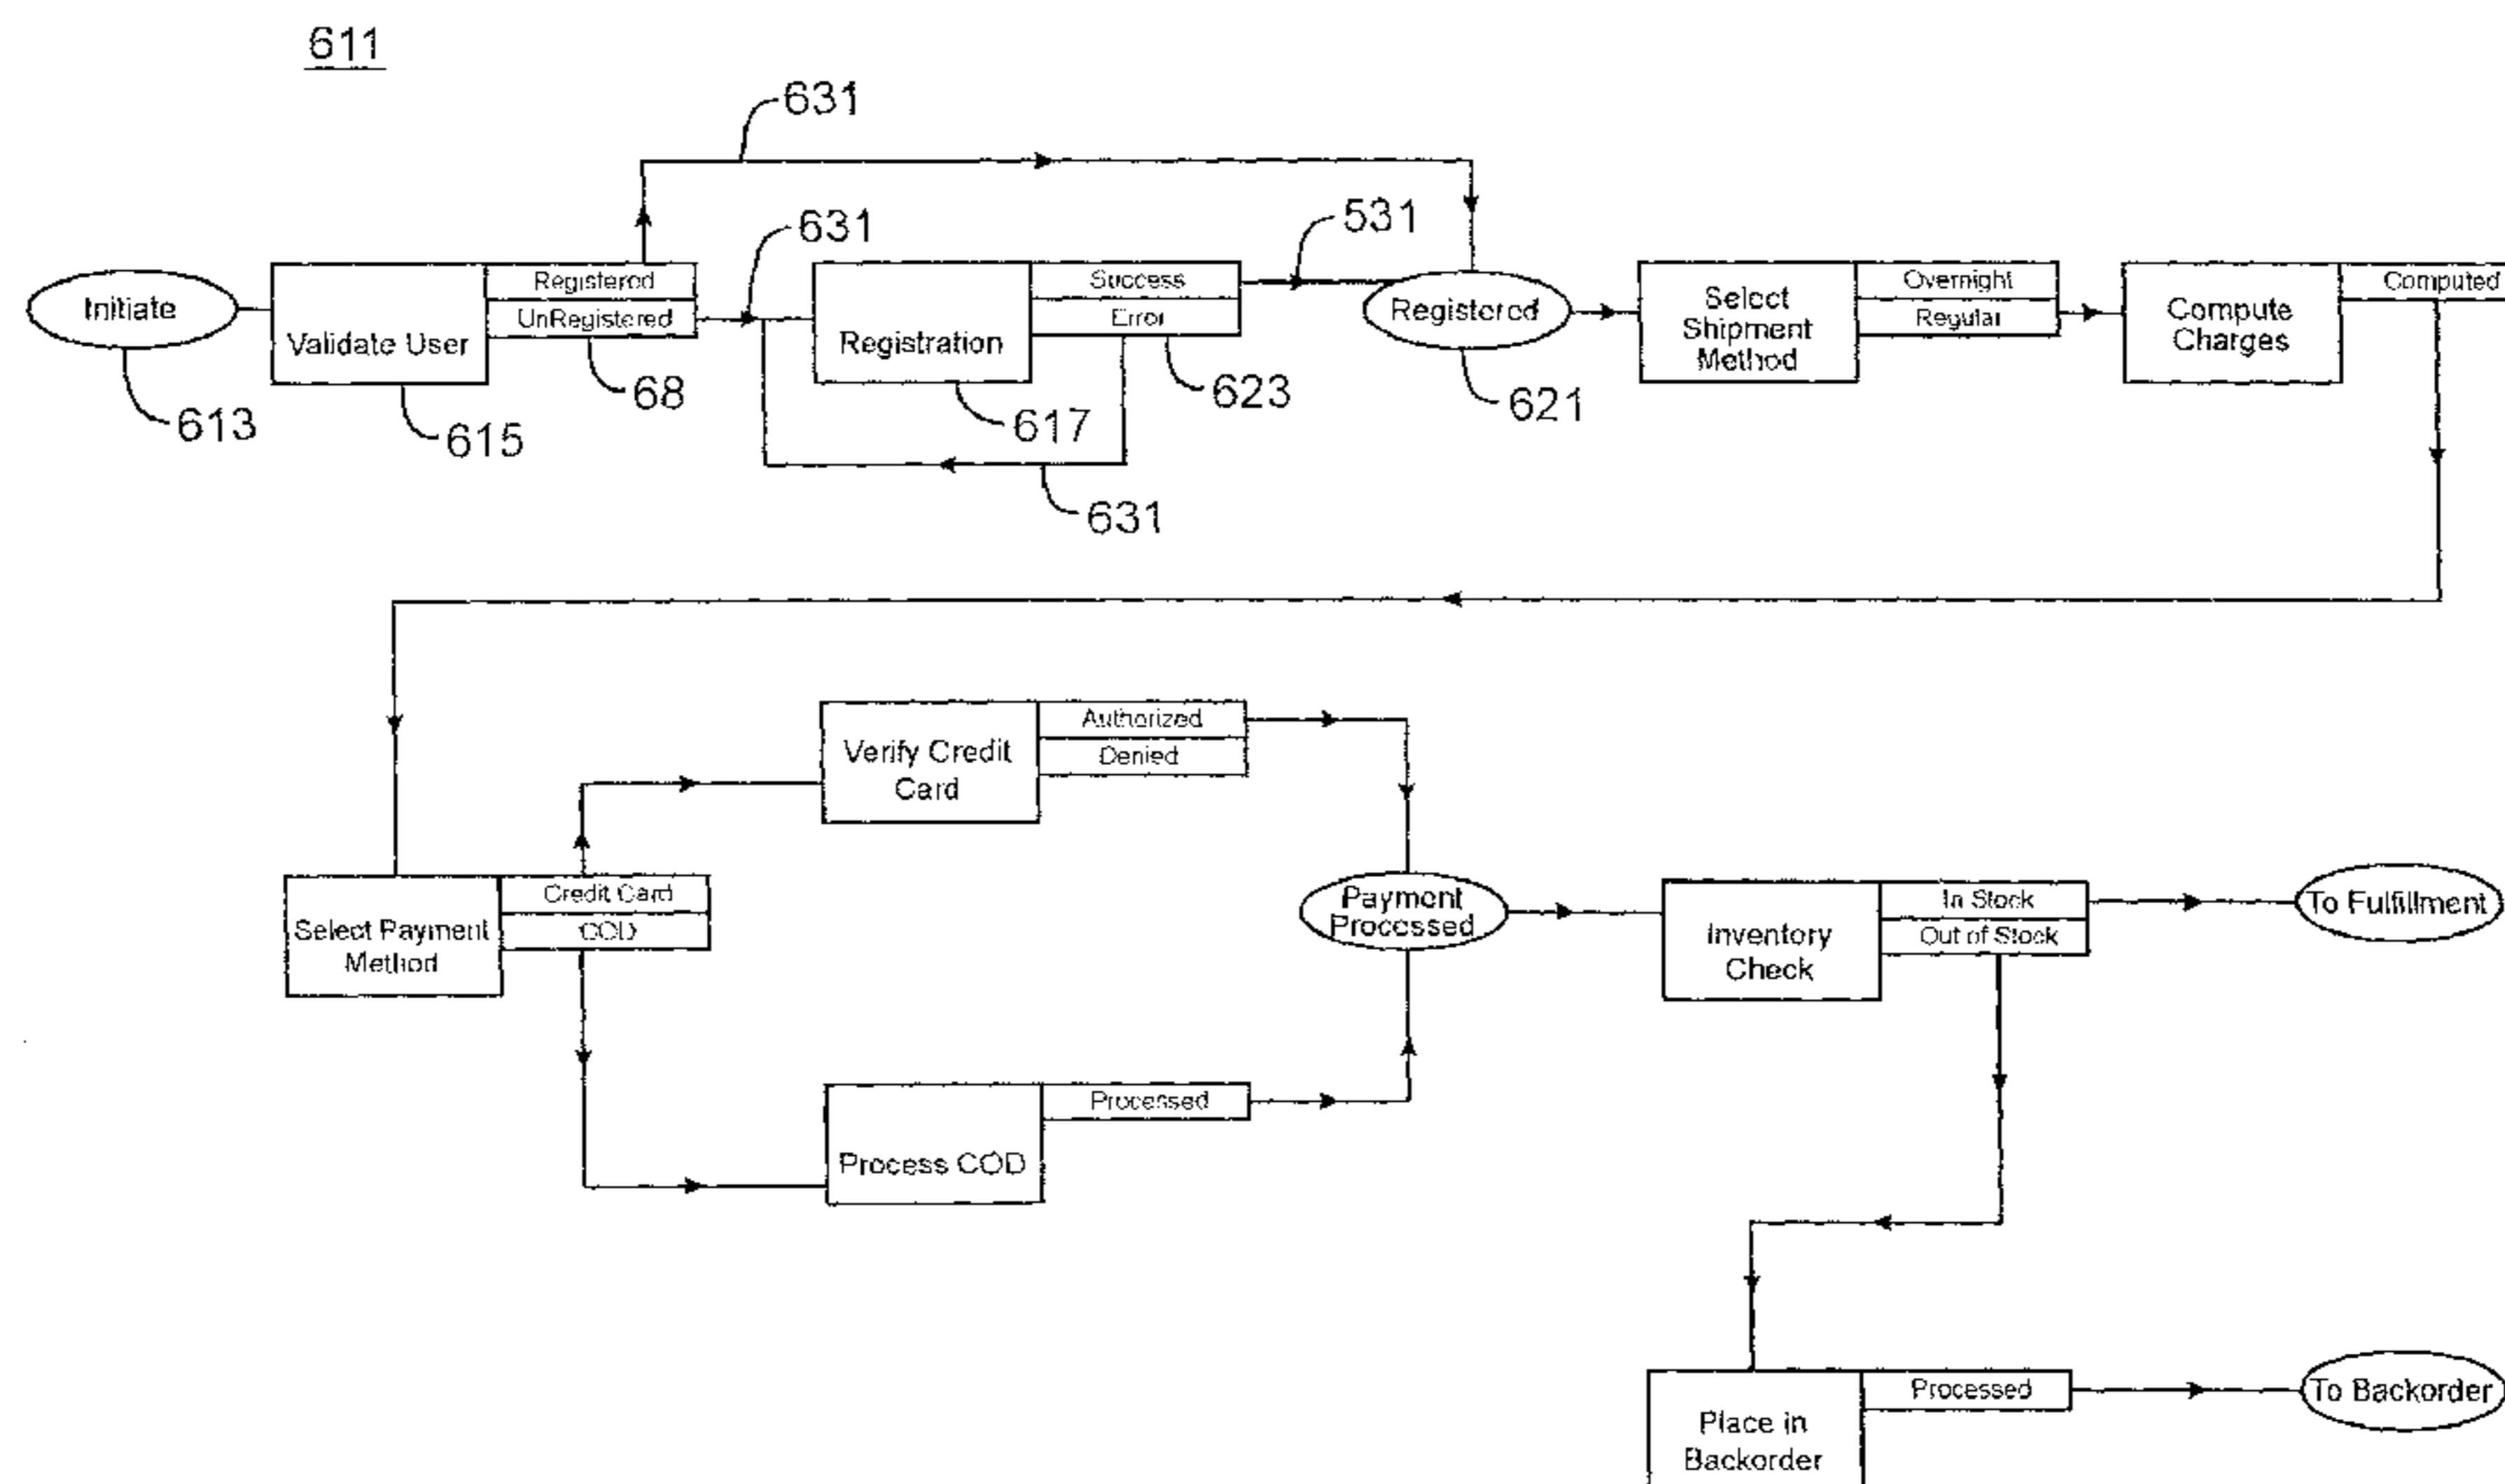 611
631
631
531
Initiate
Validate User
Registered
UnRegistered
Registration
Success
Error
Registered
Select
Shipment
Method
Overnight
Regular
Compute
Charges
Computed
613
615
68
617
623
621
631
Verify Credit
Card
Authorized
Denied
Select Payment
Method
Credit Card
COD
Payment
Processed
Inventory
Check
In Stock
Out of Stock
To Fulfillment
Process COD
Processed
Place in
Backorder
Processed
To Backorder